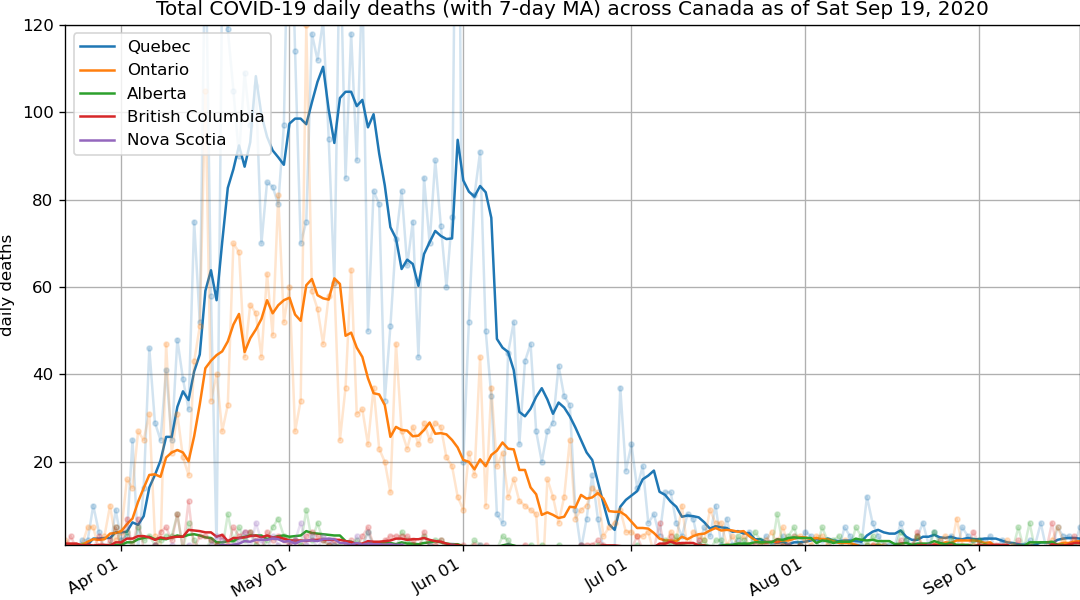 Total COVID-19 daily deaths (with 7-day MA) across Canada as of Sat Sep 19, 2020
120
100
80
60
40
20
daily deaths
Quebec
Ontario
Alberta
British Columbia
Nova Scotia
Apr 01
May 01
Jun 01
Jul 01
Aug 01
Sep 01